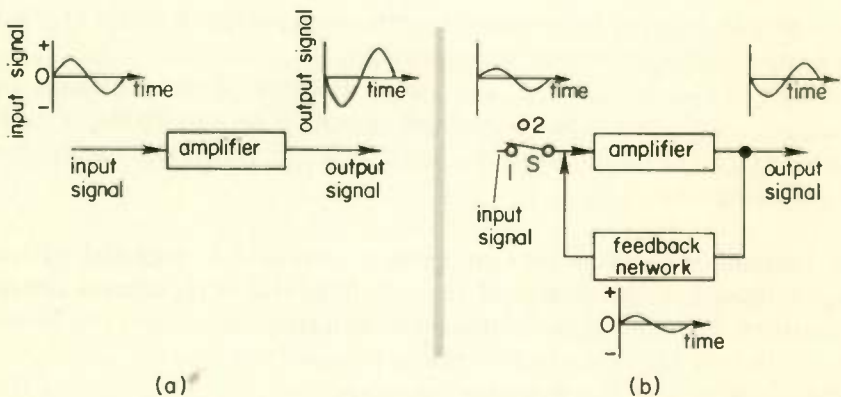 input signal
+
0
−
time
output signal
time
amplifier
input
signal
output
signal
(a)
time
time
2
1
S
amplifier
input
signal
output
signal
feedback
network
+
0
−
time
(b)